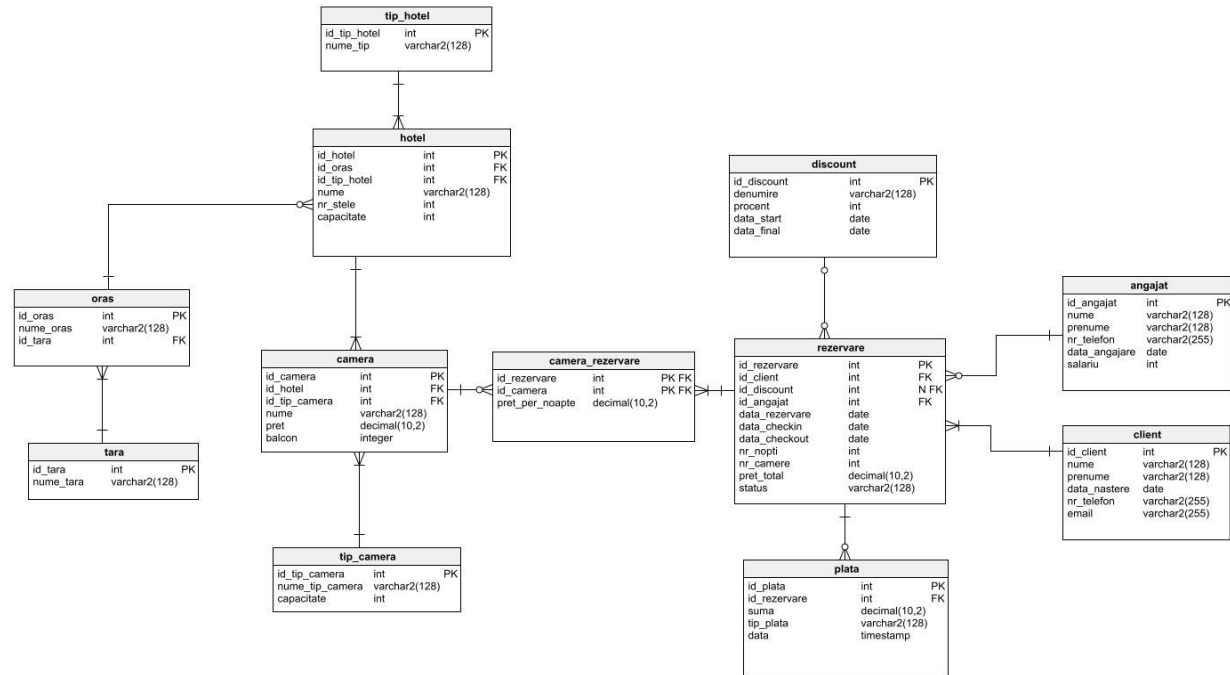 tip_hotel
id_tip_hotel int PK
nume_tip varchar2(128)
hotel
id_hotel int PK
id_oras int FK
id_tip_hotel int FK
nume varchar2(128)
nr_stele int
capacitate int
discount
id_discount int PK
denumire varchar2(128)
procent int
data_start date
data_final date
oras
id_oras int PK
nume_oras varchar2(128)
id_tara int FK
angajat
id_angajat int PK
nume varchar2(128)
prenume varchar2(128)
nr_telefon varchar2(255)
data_angajare date
salariu int
camera
id_camera int PK
id_hotel int FK
id_tip_camera int FK
nume varchar2(128)
pret decimal(10,2)
balcon integer
camera_rezervare
id_rezervare int PK FK
id_camera int PK FK
pret_per_noapte decimal(10,2)
rezervare
id_rezervare int PK
id_client int FK
id_discount int N FK
id_angajat int FK
data_rezervare date
data_checkin date
data_checkout date
nr_nopti int
nr_camere int
pret_total decimal(10,2)
status varchar2(128)
tara
id_tara int PK
nume_tara varchar2(128)
client
id_client int PK
nume varchar2(128)
prenume varchar2(128)
data_nastere date
nr_telefon varchar2(255)
email varchar2(255)
tip_camera
id_tip_camera int PK
nume_tip_camera varchar2(128)
capacitate int
plata
id_plata int PK
id_rezervare int FK
suma decimal(10,2)
tip_plata varchar2(128)
data timestamp